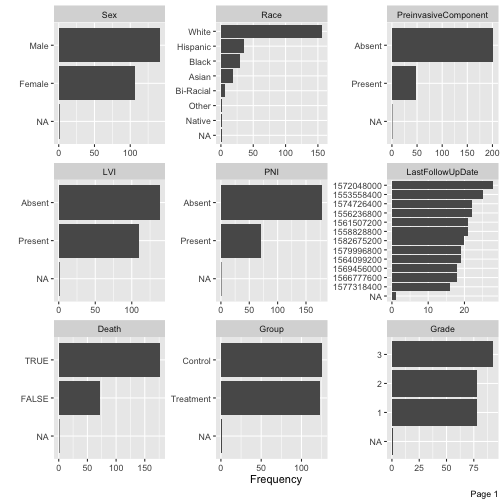 Sex
Male
Female
NA
0 50 100
Race
White
Hispanic
Black
Asian
Bi-Racial
Other
Native
NA
0 50 100 150
PreinvasiveComponent
Absent
Present
NA
0 50 100 150 200
LVI
Absent
Present
NA
0 50 100
PNI
Absent
Present
NA
0 50 100 150
LastFollowUpDate
1572048000
1553558400
1574726400
1556236800
1561507200
1558828800
1582675200
1579996800
1564099200
1569456000
1566777600
1577318400
NA
0 10 20
Death
TRUE
FALSE
NA
0 50 100 150
Group
Control
Treatment
NA
0 50 100
Grade
3
2
1
NA
0 25 50 75
Frequency
Page 1